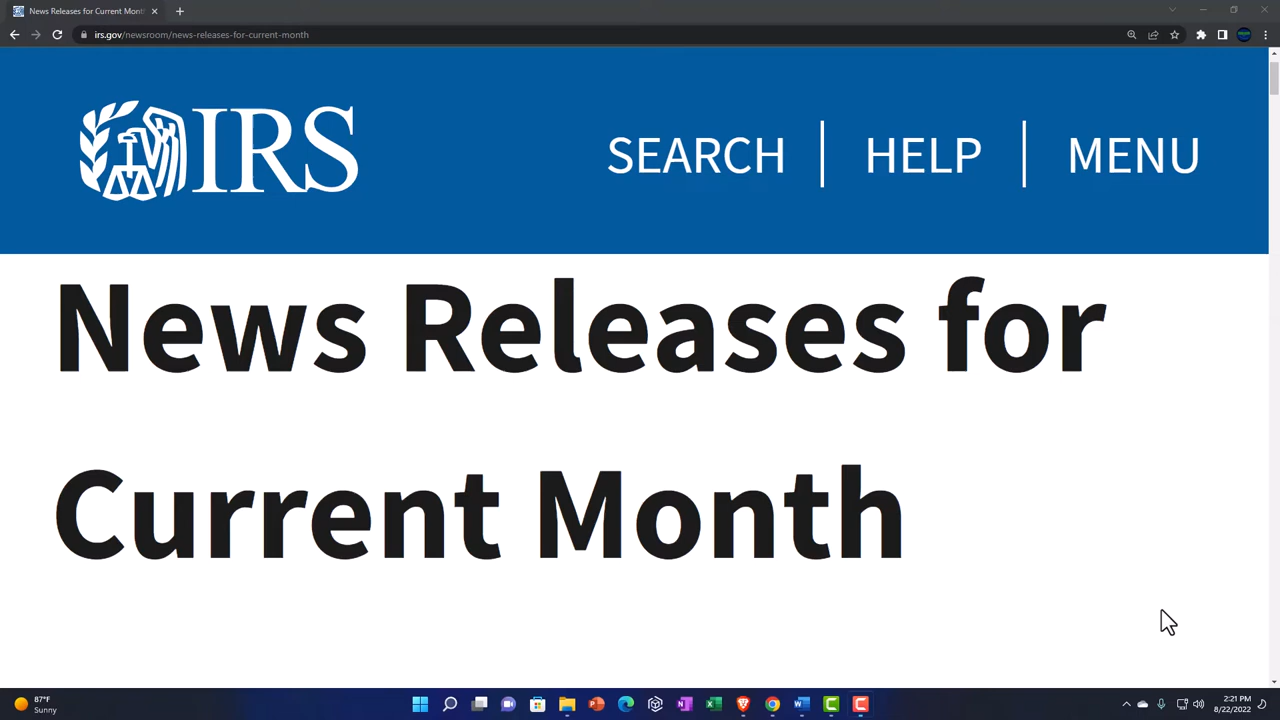 News Releases for Current Mont
irs.gov/newsroom/news-releases-for-current-month
IRS
SEARCH
HELP
MENU
News Releases for
Current Month
87°F
Sunny
2:21 PM
8/22/2022